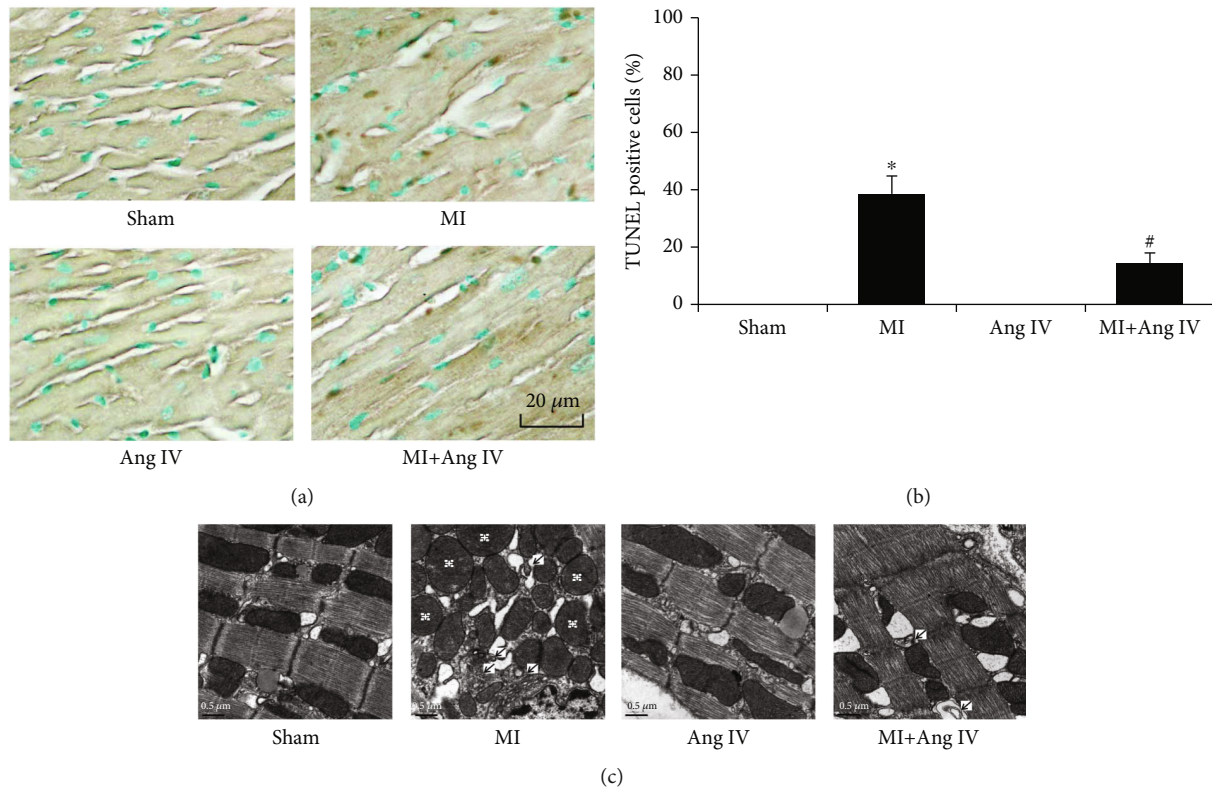 Sham
MI
Ang IV
20 μm
MI+Ang IV
(a)
TUNEL positive cells (%)
100
80
60
40
20
0
*
#
Sham
MI
Ang IV
MI+Ang IV
(b)
0.5 μm
0.5 μm
0.5 μm
0.5 μm
Sham
MI
Ang IV
MI+Ang IV
(c)